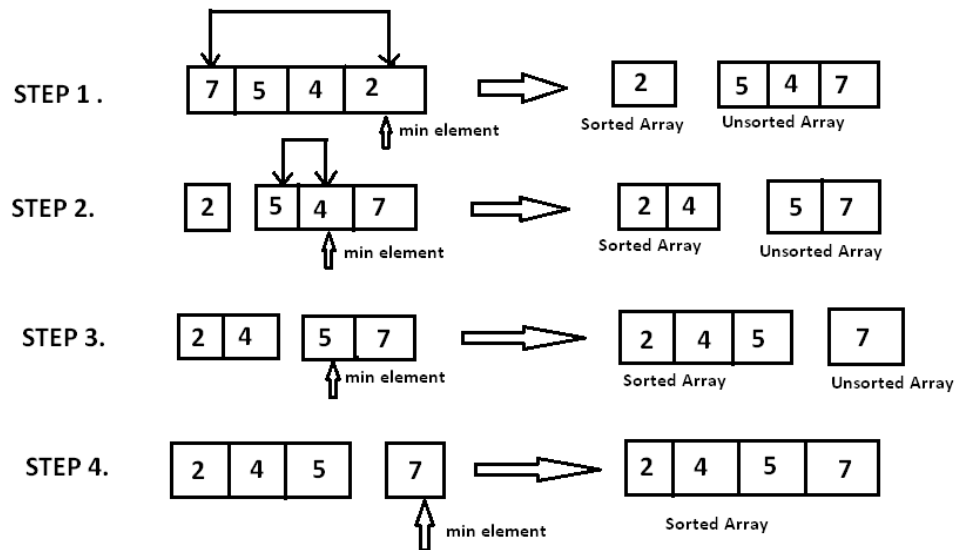 STEP 1 .
7 5 4 2
2
5 4 7
min element
Sorted Array
Unsorted Array
STEP 2.
2
5 4 7
2 4
5 7
min element
Sorted Array
Unsorted Array
STEP 3.
2 4
5 7
2 4 5
7
min element
Sorted Array
Unsorted Array
STEP 4.
2 4 5
7
2 4 5 7
min element
Sorted Array